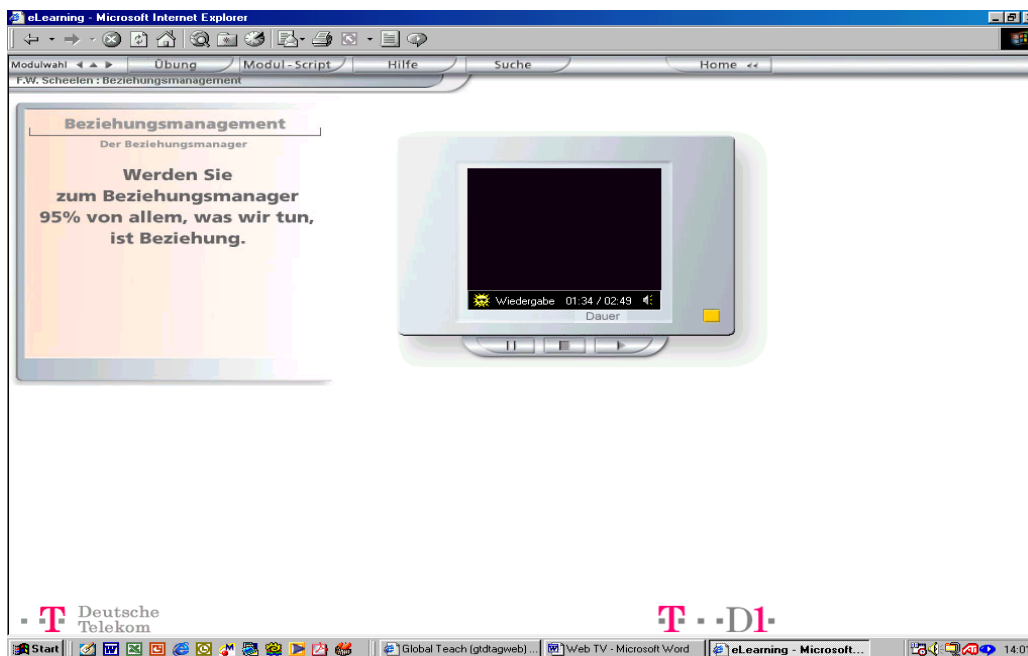 eLearning - Microsoft Internet Explorer
Modulwahl
Übung
Modul-Script
Hilfe
Suche
Home
F.W. Scheelen : Beziehungsmanagement
Beziehungsmanagement
Der Beziehungsmanager
Werden Sie
zum Beziehungsmanager
95% von allem, was wir tun,
ist Beziehung.
Wiedergabe 01:34 / 02:49
Dauer
Deutsche
Telekom
T D1
Start
Global Teach (gtdtagweb)...
Web TV - Microsoft Word
eLearning - Microsoft...